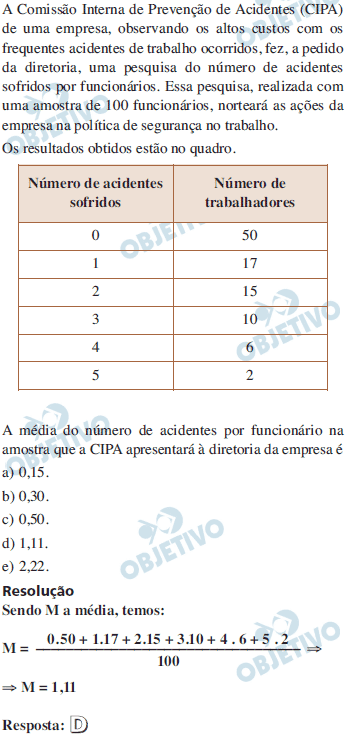 A Comissão Interna de Prevenção de Acidentes (CIPA)
de uma empresa, observando os altos custos com os
frequentes acidentes de trabalho ocorridos, fez, a pedido
da diretoria, uma pesquisa do número de acidentes
sofridos por funcionários. Essa pesquisa, realizada com
uma amostra de 100 funcionários, norteará as ações da
empresa na política de segurança no trabalho.
Os resultados obtidos estão no quadro.
Número de acidentes sofridos Número de trabalhadores
0 50
1 17
2 15
3 10
4 6
5 2
A média do número de acidentes por funcionário na
amostra que a CIPA apresentará à diretoria da empresa é
a) 0,15.
b) 0,30.
c) 0,50.
d) 1,11.
e) 2,22.
Resolução
Sendo M a média, temos:
M = 0.50 + 1.17 + 2.15 + 3.10 + 4 . 6 + 5 . 2 / 100 ⇒
⇒ M = 1,11
Resposta: D
OBJETIVO
OBJETIVO
OBJETIVO
OBJETIVO
OBJETIVO
OBJETIVO